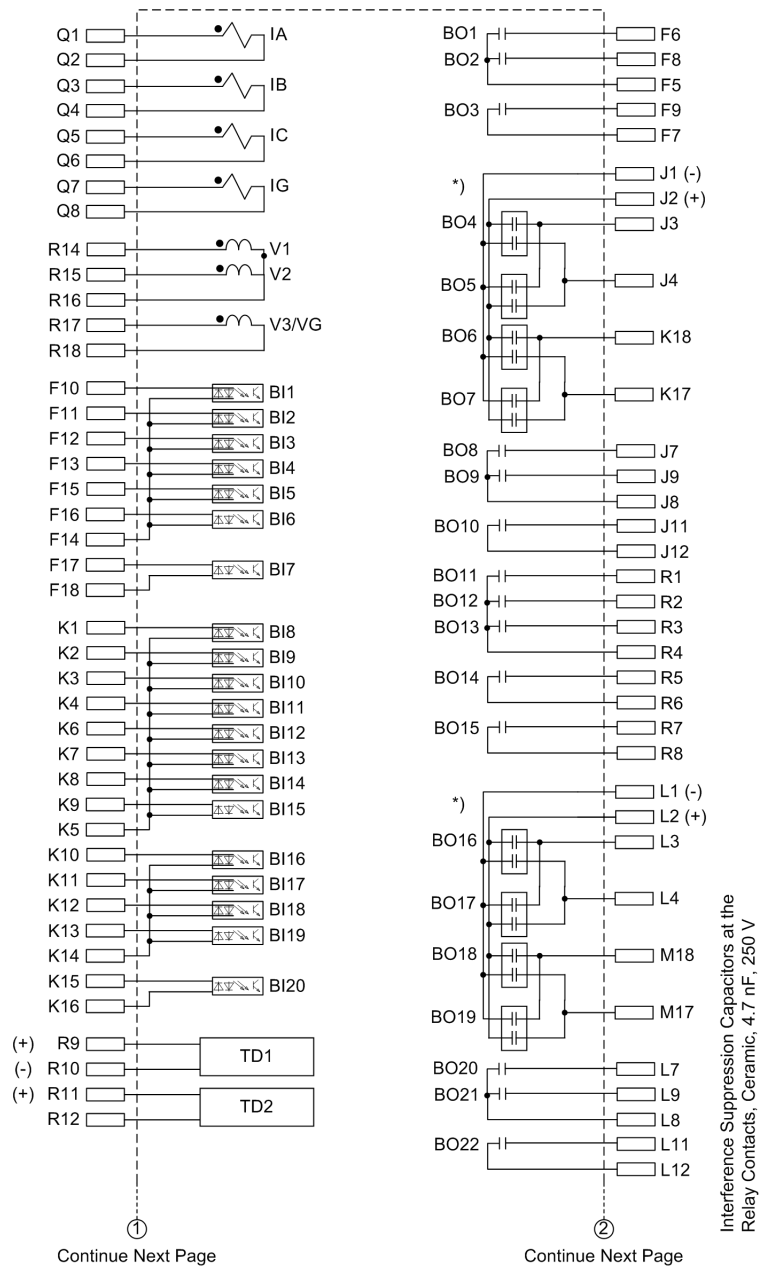 Q1 IA
Q2
Q3 IB
Q4
Q5 IC
Q6
Q7 IG
Q8
R14 V1
R15 V2
R16
R17 V3/VG
R18
F10 BI1
F11 BI2
F12 BI3
F13 BI4
F15 BI5
F16 BI6
F14
F17 BI7
F18
K1 BI8
K2 BI9
K3 BI10
K4 BI11
K6 BI12
K7 BI13
K8 BI14
K9 BI15
K5
K10 BI16
K11 BI17
K12 BI18
K13 BI19
K14
K15 BI20
K16
(+) R9 TD1
(-) R10
(+) R11 TD2
R12
1
Continue Next Page
BO1 F6
BO2 F8
F5
BO3 F9
F7
*) J1 (-)
J2 (+)
BO4 J3
BO5 J4
BO6 K18
BO7 K17
BO8 J7
BO9 J9
J8
BO10 J11
J12
BO11 R1
BO12 R2
BO13 R3
R4
BO14 R5
R6
BO15 R7
R8
*) L1 (-)
L2 (+)
BO16 L3
BO17 L4
BO18 M18
BO19 M17
BO20 L7
BO21 L9
L8
BO22 L11
L12
2
Continue Next Page
Interference Suppression Capacitors at the
Relay Contacts, Ceramic, 4.7 nF, 250 V